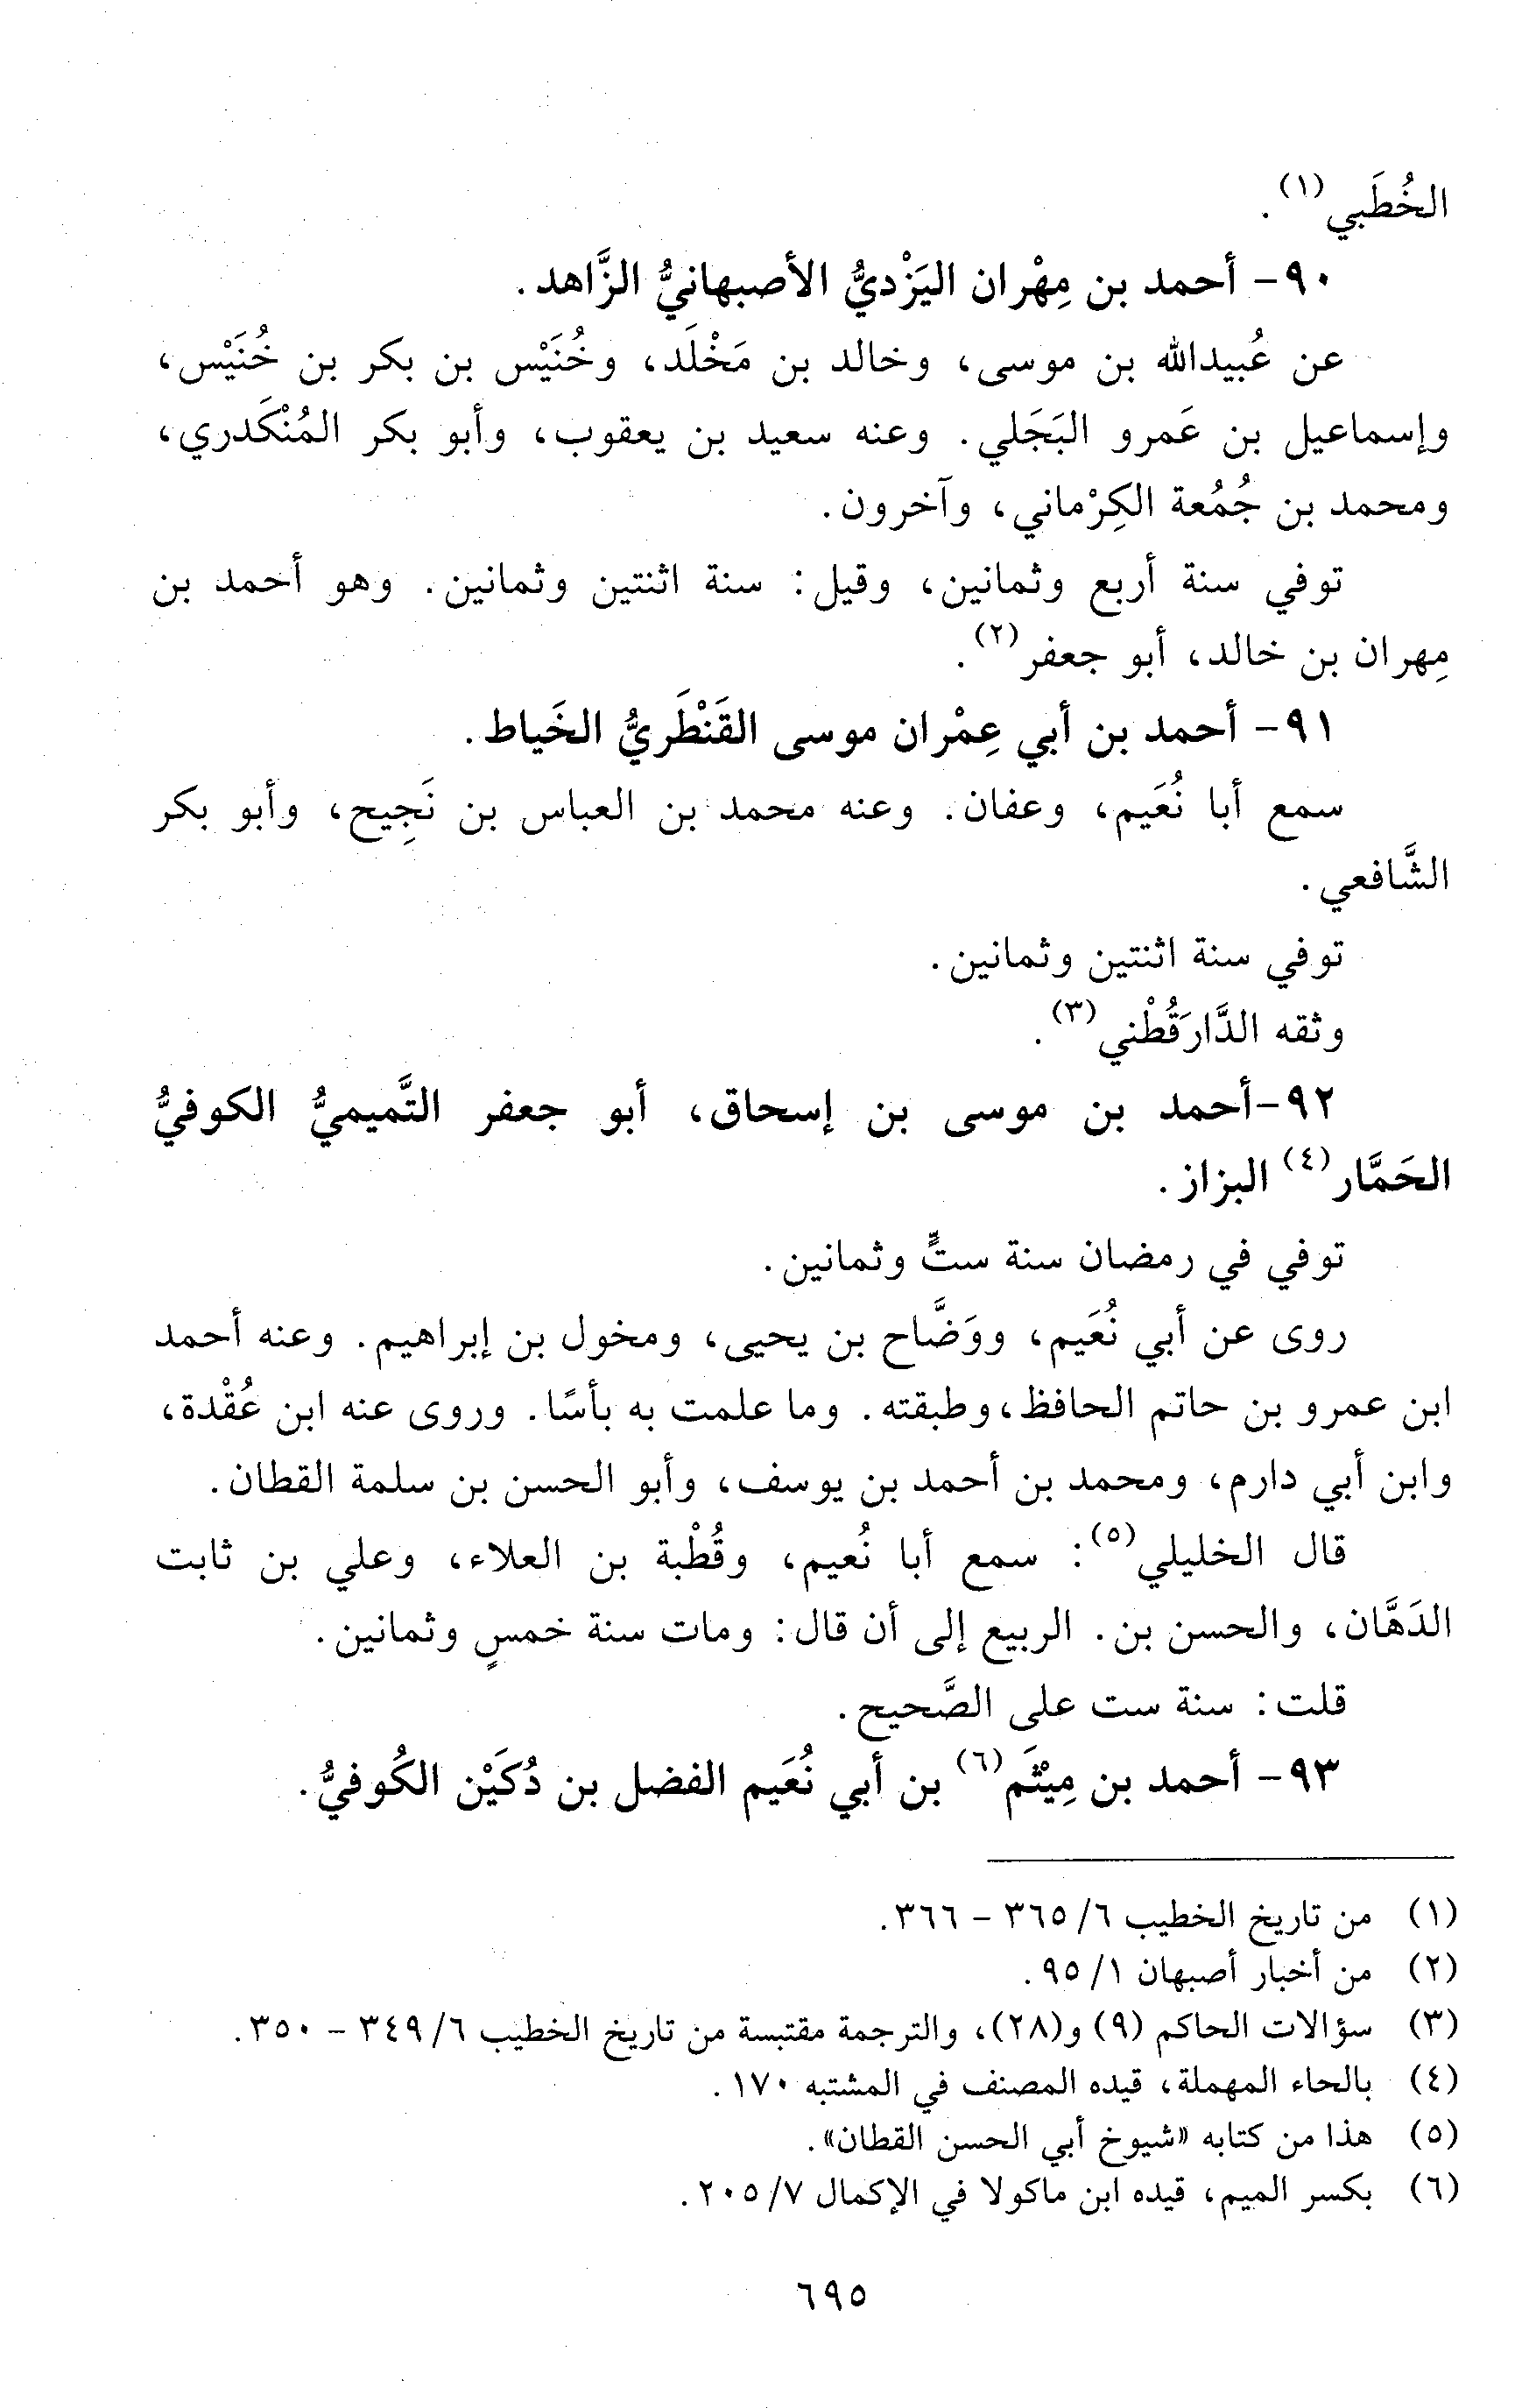 الخُطَبي(١).
٩٠- أحمد بن مِهْران اليَزْديُّ الأصبهانيُّ الزَّاهد.
عن عُبيدالله بن موسى، وخالد بن مَخْلَد، وخُنَيْس بن بكر بن خُنَيْس،
وإسماعيل بن عَمرو البَجَلي. وعنه سعيد بن يعقوب، وأبو بكر المُنْكَدري،
ومحمد بن جُمُعة الكِرْماني، وآخرون.
توفي سنة أربع وثمانين، وقيل: سنة اثنتين وثمانين. وهو أحمد بن
مِهران بن خالد، أبو جعفر(٢).
٩١- أحمد بن أبي عِمْران موسى القَنْطَريُّ الخَياط.
سمع أبا نُعَيم، وعفان. وعنه محمد بن العباس بن نَجِيح، وأبو بكر
الشَّافعي.
توفي سنة اثنتين وثمانين.
وثقه الدَّارَقُطْني(٣).
٩٢-أحمد بن موسى بن إسحاق، أبو جعفر التَّميميُّ الكوفيُّ
الحَمَّار(٤) البزاز.
توفي في رمضان سنة ستٍّ وثمانين.
روى عن أبي نُعَيم، ووَضَّاح بن يحيى، ومخول بن إبراهيم. وعنه أحمد
ابن عمرو بن حاتم الحافظ، وطبقته. وما علمت به بأسًا. وروى عنه ابن عُقْدة،
وابن أبي دارم، ومحمد بن أحمد بن يوسف، وأبو الحسن بن سلمة القطان.
قال الخليلي(٥): سمع أبا نُعيم، وقُطْبة بن العلاء، وعلي بن ثابت
الدَهَّان، والحسن بن. الربيع إلى أن قال: ومات سنة خمسٍ وثمانين.
قلت: سنة ست على الصَّحيح.
٩٣- أحمد بن مِيْثَم(٦) بن أبي نُعَيم الفضل بن دُكَيْن الكُوفيُّ.
(١) من تاريخ الخطيب ٦/ ٣٦٥ - ٣٦٦.
(٢) من أخبار أصبهان ١/ ٩٥.
(٣) سؤالات الحاكم (٩) و(٢٨)، والترجمة مقتبسة من تاريخ الخطيب ٦/ ٣٤٩ - ٣٥٠.
(٤) بالحاء المهملة، قيده المصنف في المشتبه ١٧٠.
(٥) هذا من كتابه «شيوخ أبي الحسن القطان».
(٦) بكسر الميم، قيده ابن ماكولا في الإكمال ٧/ ٢٠٥.
٦٩٥